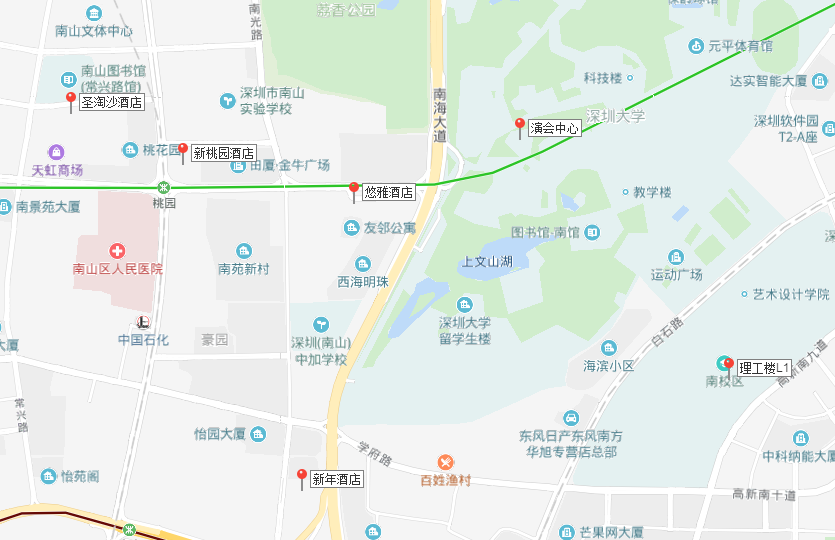 荔香公园
南光路
南山文体中心
元平体育馆
南山图书馆
(常兴路馆)
科技楼
达实智能大厦
圣淘沙酒店
深圳市南山
实验学校
南海大道
深圳大学
演会中心
深圳软件园
T2-A座
桃花园
新桃园酒店
天虹商场
田厦·金牛广场
桃园
悠雅酒店
教学楼
南景苑大厦
友邻公寓
图书馆·南馆
南山区人民医院
南苑新村
西海明珠
上文山湖
运动广场
艺术设计学院
中国石化
豪园
深圳(南山)
中加学校
深圳大学
留学生楼
白石路
海滨小区
理工楼L1
南校区
高新南九道
大厦
常兴路
怡园大厦
学府路
东风日产东风南方
华旭专营店总部
中科纳能大厦
怡苑阁
新年酒店
百姓渔村
高新南十道
芒果网大厦